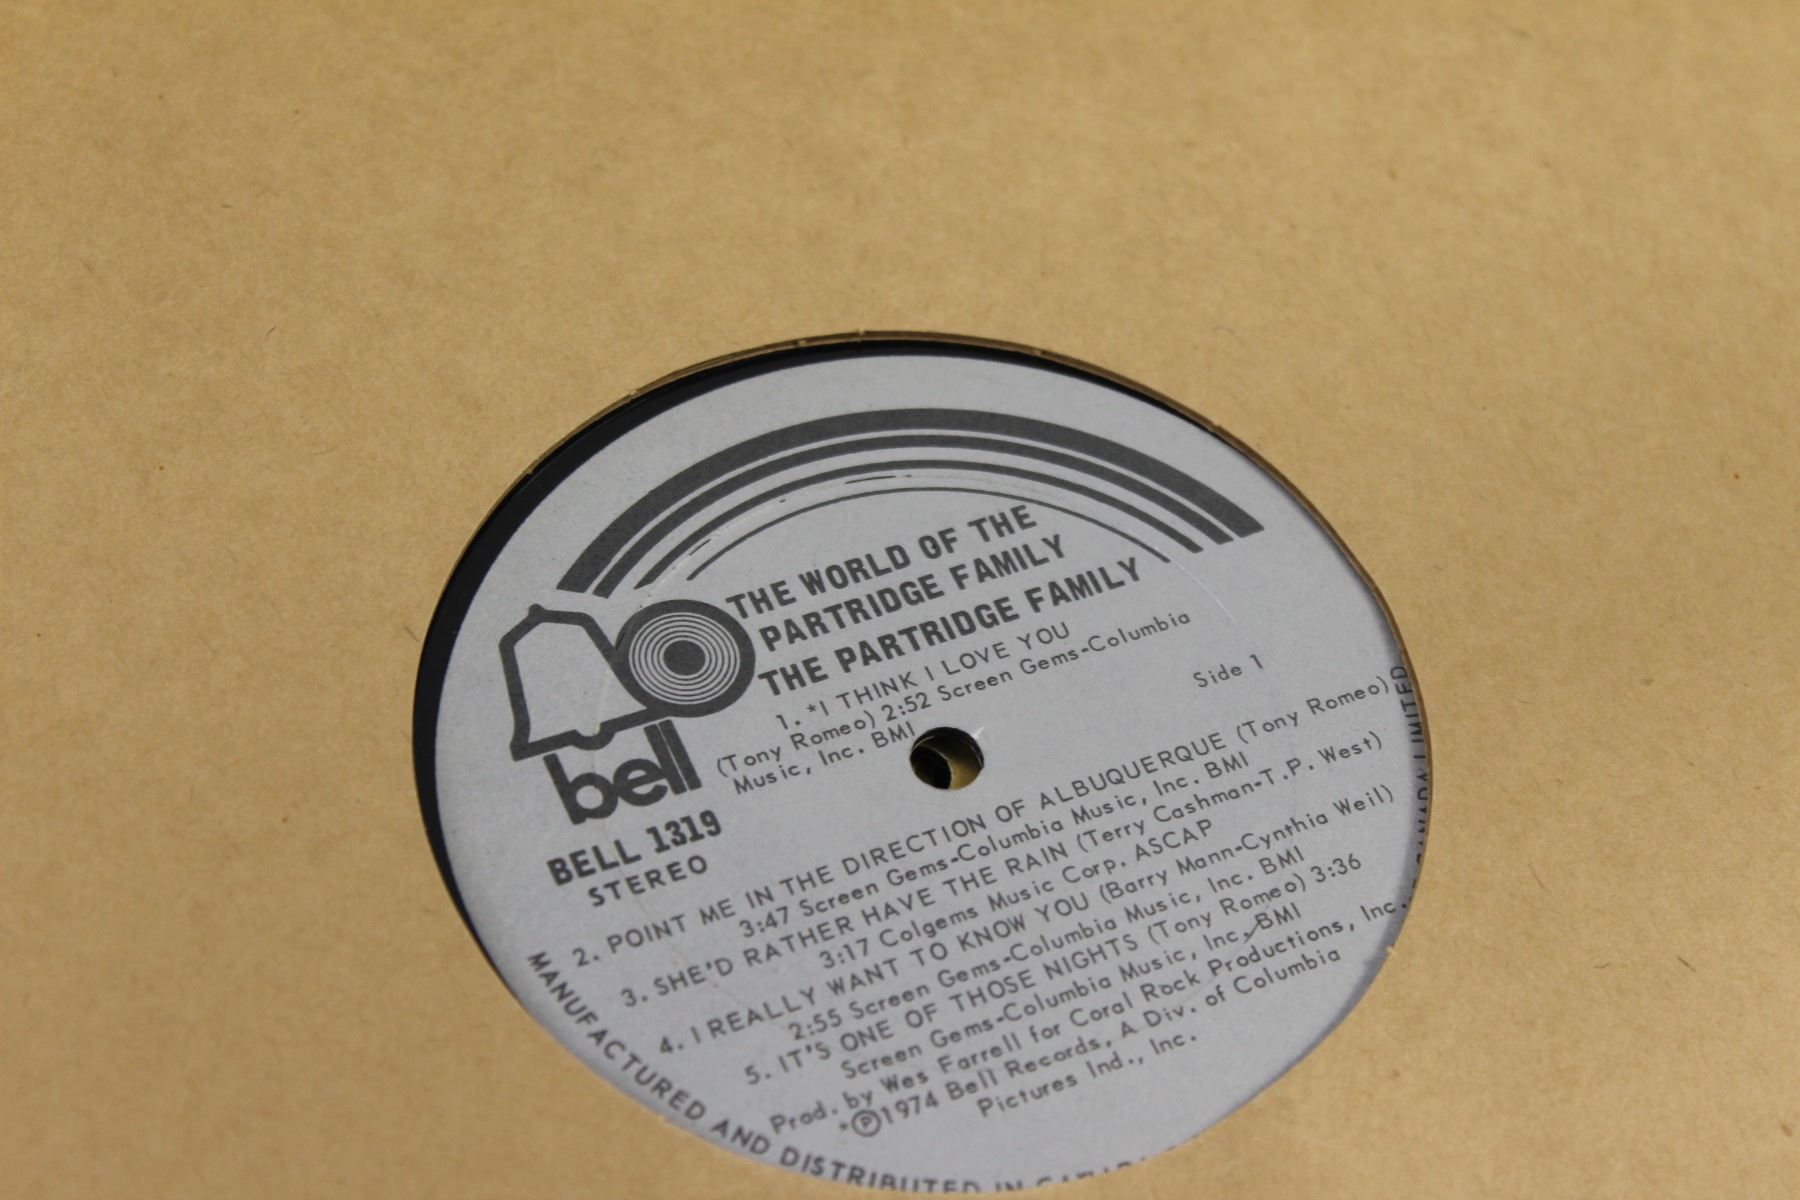 THE WORLD OF THE
PARTRIDGE FAMILY
THE PARTRIDGE FAMILY
1. *I THINK I LOVE YOU
(Tony Romeo) 2:52 Screen Gems-Columbia
Music, Inc. BMI
Side 1
bell
BELL 1319
STEREO
2. POINT ME IN THE DIRECTION OF ALBUQUERQUE (Tony Romeo)
3:47 Screen Gems-Columbia Music, Inc. BMI
3. SHE'D RATHER HAVE THE RAIN (Terry Cashman-T.P. West)
3:17 Colgems Music Corp. ASCAP
4. I REALLY WANT TO KNOW YOU (Barry Mann-Cynthia Weil)
2:55 Screen Gems-Columbia Music, Inc. BMI
5. IT'S ONE OF THOSE NIGHTS (Tony Romeo) 3:36
Screen Gems-Columbia Music, Inc. BMI
Prod. by Wes Farrell for Coral Rock Productions, Inc.
*Ⓟ1974 Bell Records, A Div. of Columbia
Pictures Ind., Inc.
MANUFACTURED AND DISTRIBUTED IN CANADA
CANADA LIMITED